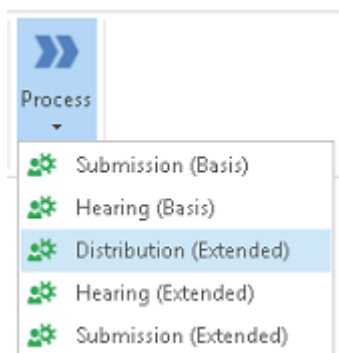 Process
Submission (Basis)
Hearing (Basis)
Distribution (Extended)
Hearing (Extended)
Submission (Extended)